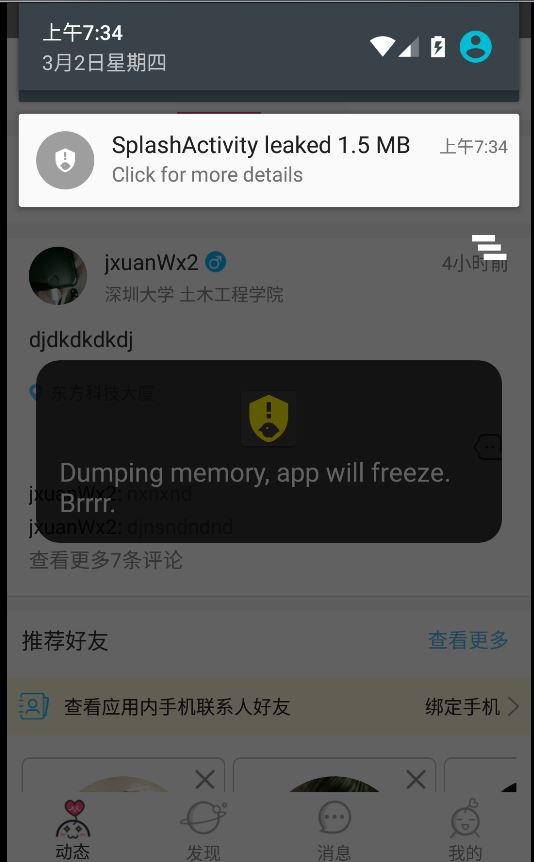 上午7:34
3月2日星期四
SplashActivity leaked 1.5 MB
上午7:34
Click for more details
jxuanWx2
4小时前
深圳大学 土木工程学院
djdkdkdkdj
东方科技大厦
Dumping memory, app will freeze.
Brrrr.
jxuanWx2: nxnxnd
jxuanWx2: djnsndndnd
查看更多7条评论
推荐好友
查看更多
查看应用内手机联系人好友
绑定手机
动态
发现
消息
我的